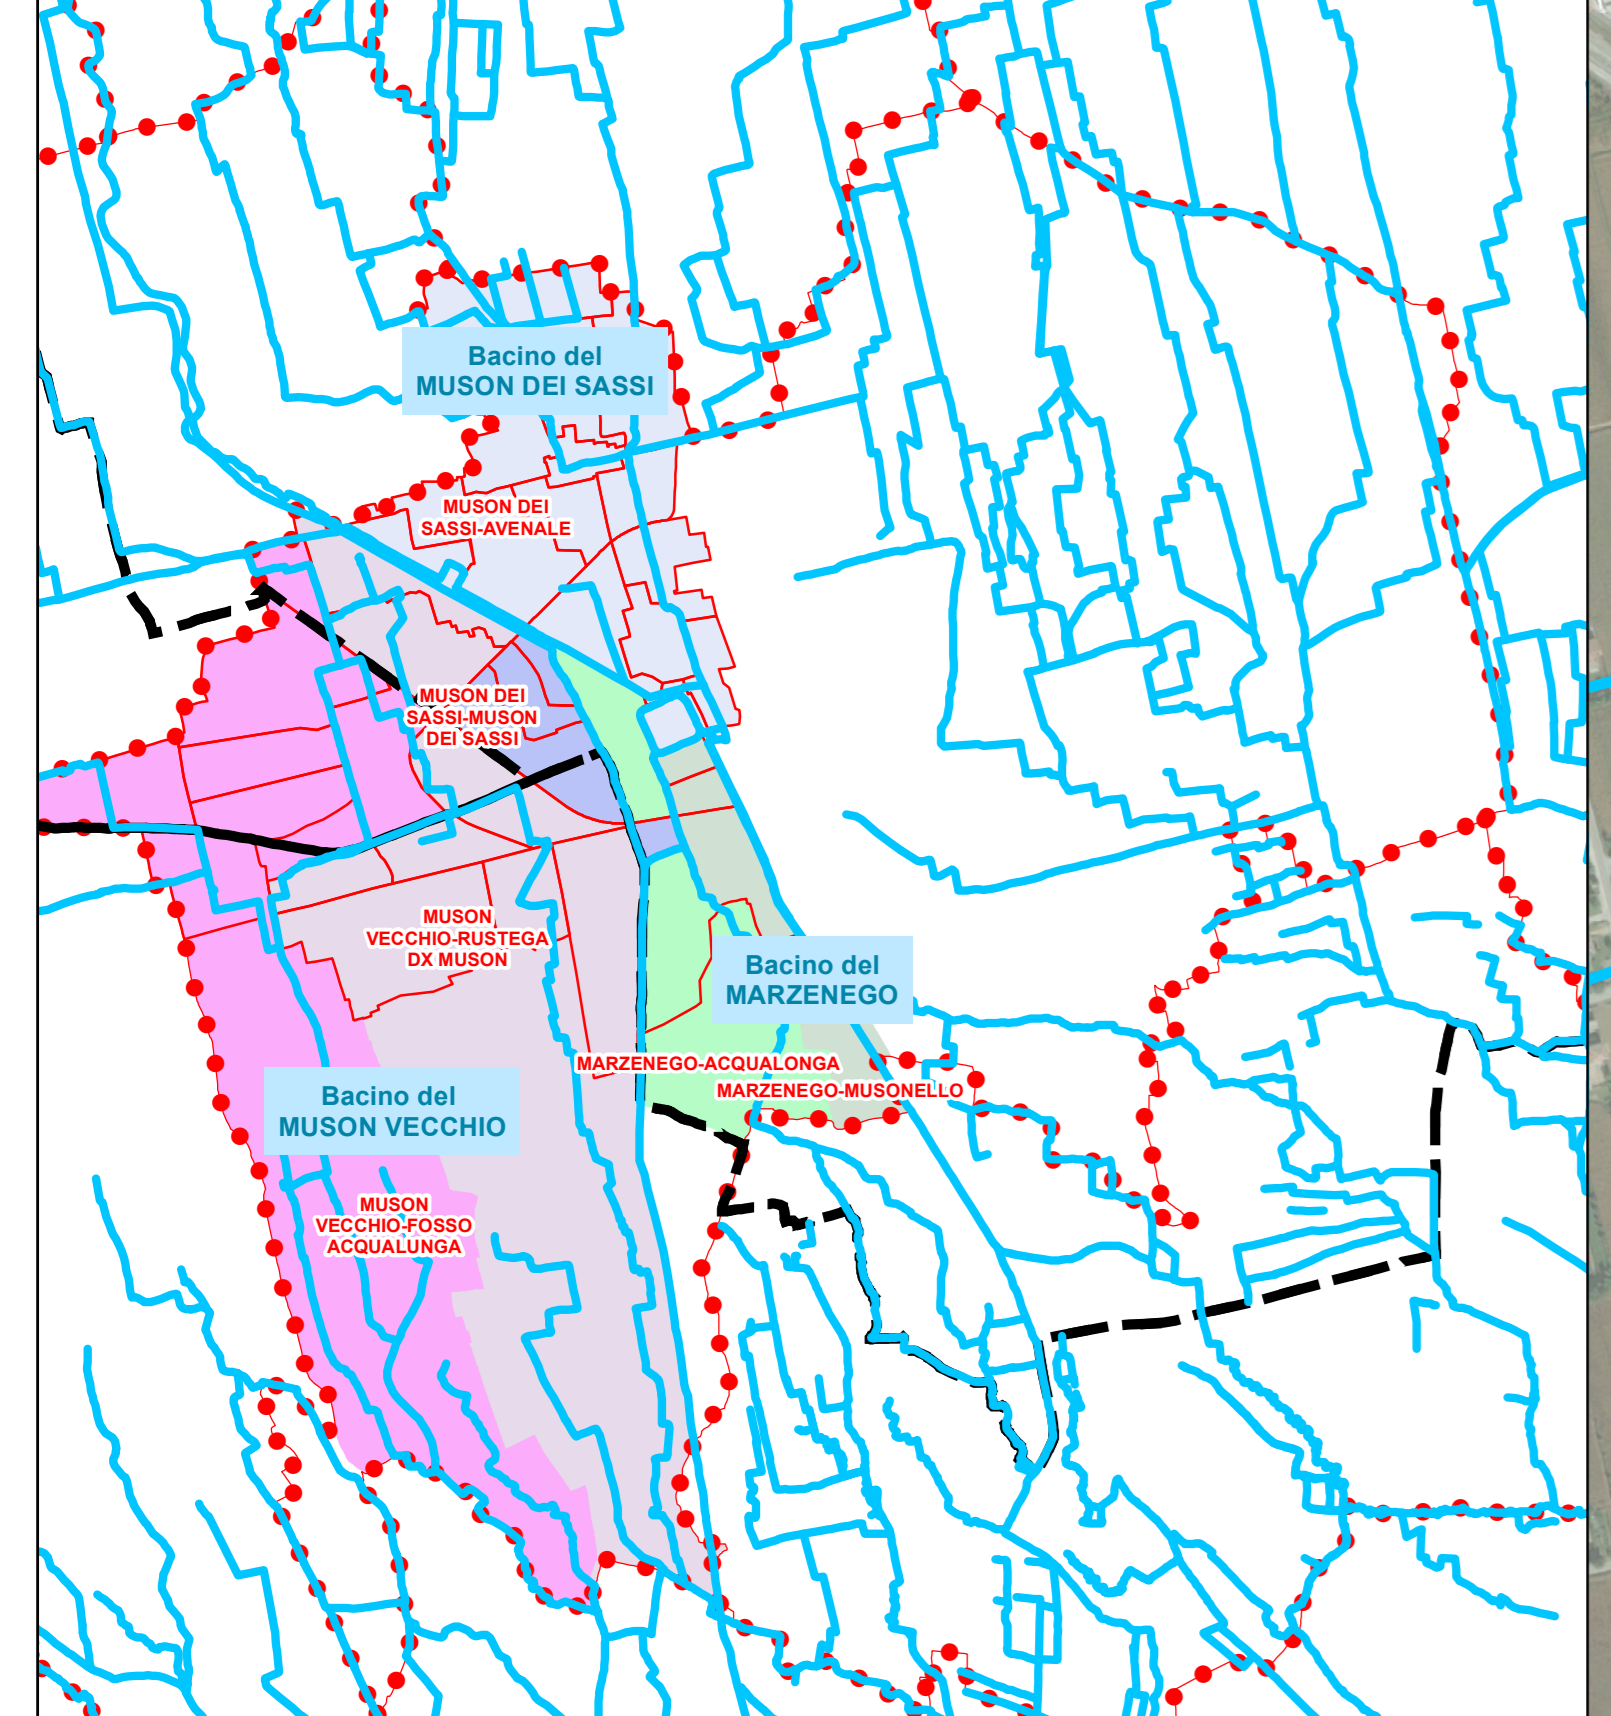 Bacino del
MUSON DEI SASSI
MUSON DEI
SASSI-AVENALE
MUSON DEI
SASSI-MUSON
DEI SASSI
MUSON
VECCHIO-RUSTEGA
DX MUSON
Bacino del
MARZENEGO
MARZENEGO-ACQUALONGA
MARZENEGO-MUSONELLO
Bacino del
MUSON VECCHIO
MUSON
VECCHIO-FOSSO
ACQUALUNGA